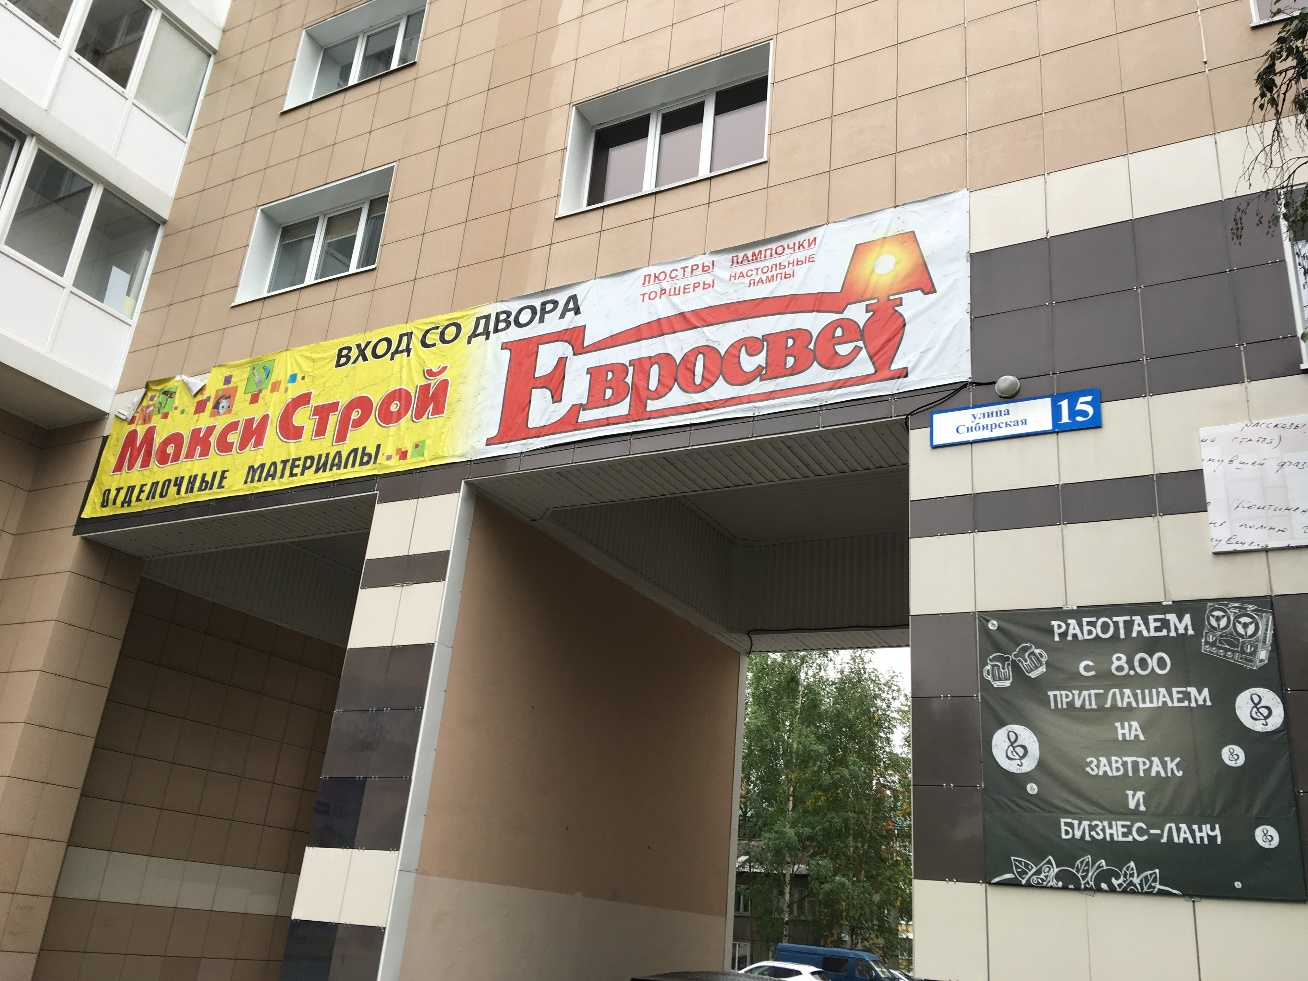 ВХОД СО ДВОРА
Макси Строй
ОТДЕЛОЧНЫЕ МАТЕРИАЛЫ
ЛЮСТРЫ ЛАМПОЧКИ
ТОРШЕРЫ НАСТОЛЬНЫЕ
ЛАМПЫ
Евросвет
улица
Сибирская
15
рассказы
РАБОТАЕМ
С 8.00
ПРИГЛАШАЕМ
НА
ЗАВТРАК
И
БИЗНЕС-ЛАНЧ